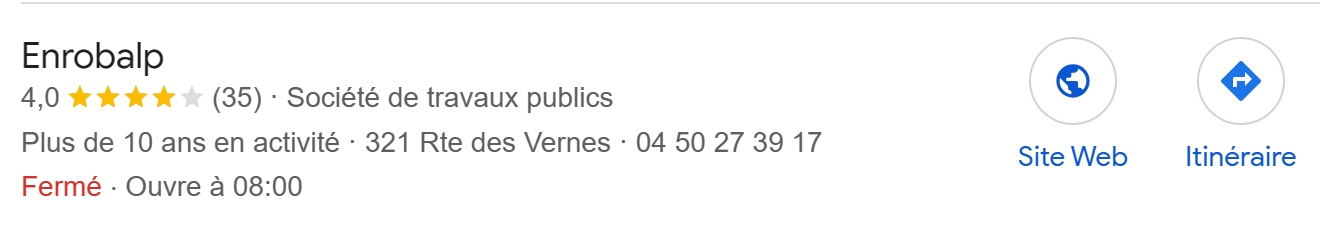 Enrobalp
4,0 (35) · Société de travaux publics
Plus de 10 ans en activité · 321 Rte des Vernes · 04 50 27 39 17
Fermé · Ouvre à 08:00
Site Web
Itinéraire